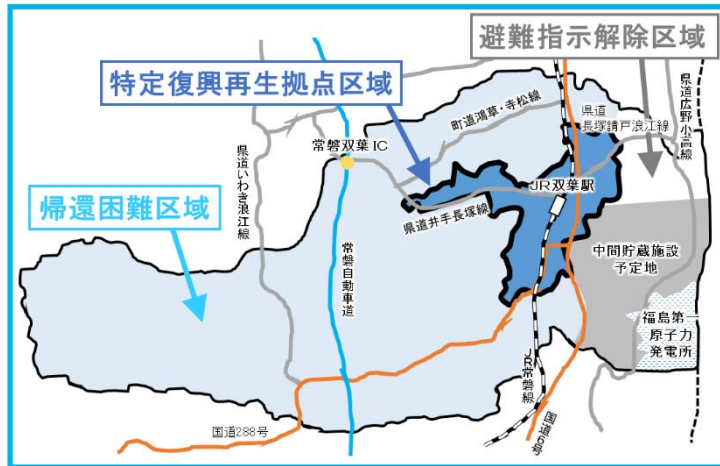 避難指示解除区域
特定復興再生拠点区域
県道広野小高線
町道鴻草・寺松線
県道
長塚請戸浪江線
常磐双葉 IC
県道いわき浪江線
JR双葉駅
帰還困難区域
県道井手長塚線
常磐自動車道
中間貯蔵施設
予定地
福島第一
原子力
発電所
JR常磐線
国道6号
国道288号